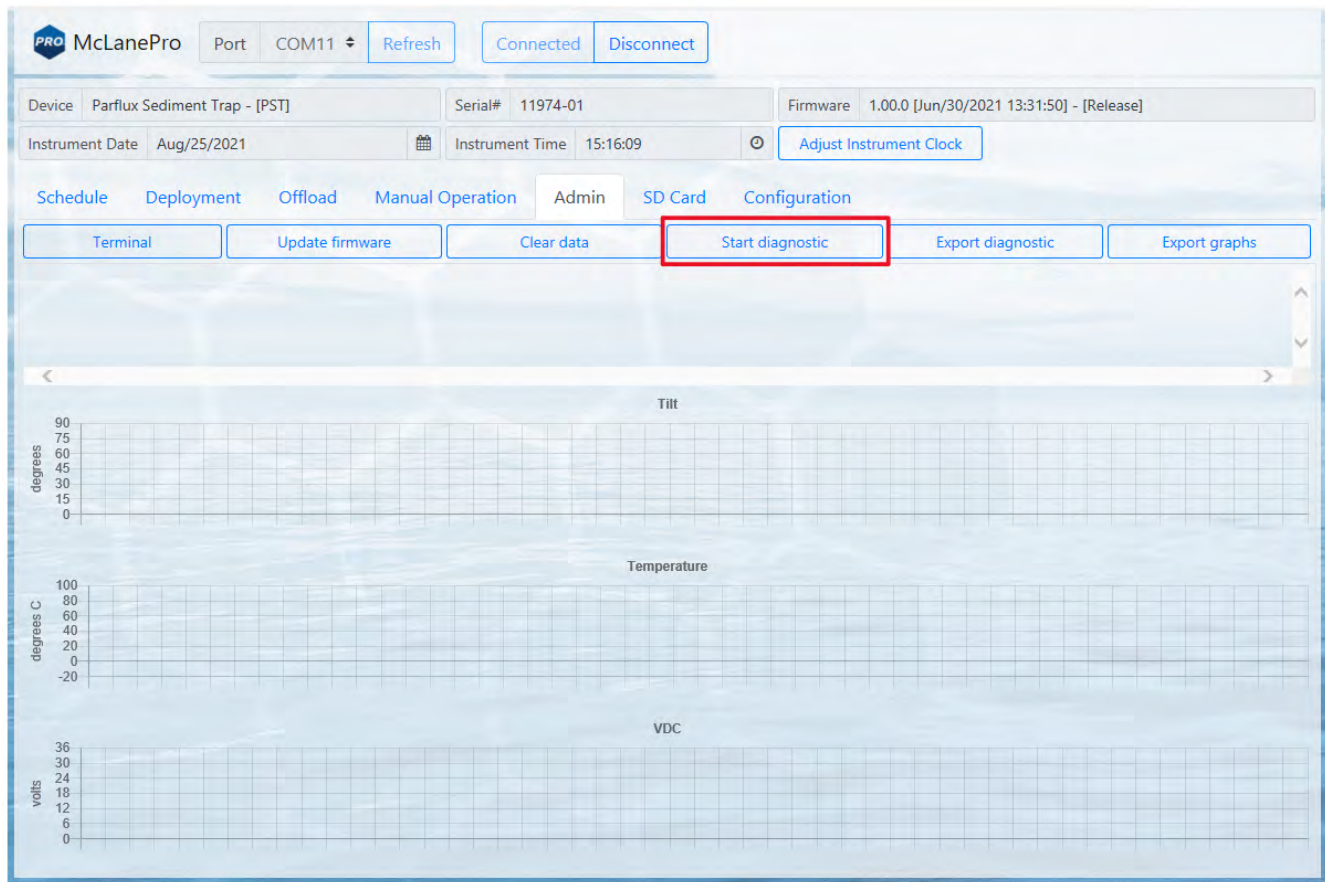 PRO McLanePro Port COM11 Refresh Connected Disconnect
Device Parflux Sediment Trap - [PST] Serial# 11974-01 Firmware 1.00.0 [Jun/30/2021 13:31:50] - [Release]
Instrument Date Aug/25/2021 Instrument Time 15:16:09 Adjust Instrument Clock
Schedule Deployment Offload Manual Operation Admin SD Card Configuration
Terminal Update firmware Clear data Start diagnostic Export diagnostic Export graphs
Tilt
degrees
90
75
60
45
30
15
0
Temperature
degrees C
100
80
60
40
20
0
-20
VDC
volts
36
30
24
18
12
6
0